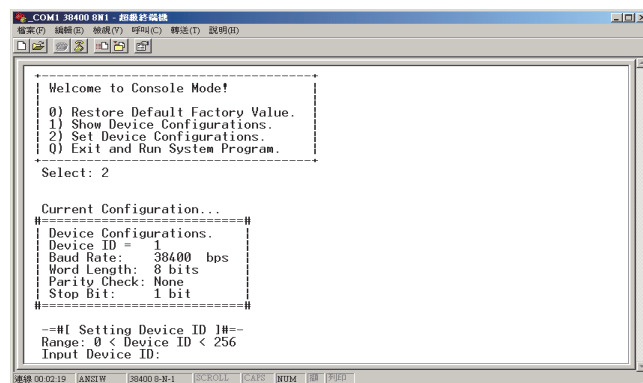 _COM1 38400 8N1 - 超級終端機
檔案(F) 編輯(E) 檢視(V) 呼叫(C) 轉送(T) 說明(H)
Welcome to Console Mode!
0) Restore Default Factory Value.
1) Show Device Configurations.
2) Set Device Configurations.
Q) Exit and Run System Program.
Select: 2
Current Configuration...
#===========================#
Device Configurations.
Device ID = 1
Baud Rate: 38400 bps
Word Length: 8 bits
Parity Check: None
Stop Bit: 1 bit
#===========================#
-=#[ Setting Device ID ]#=-
Range: 0 < Device ID < 256
Input Device ID:
連線 00:02:19 ANSIW 38400 8-N-1 SCROLL CAPS NUM 列印